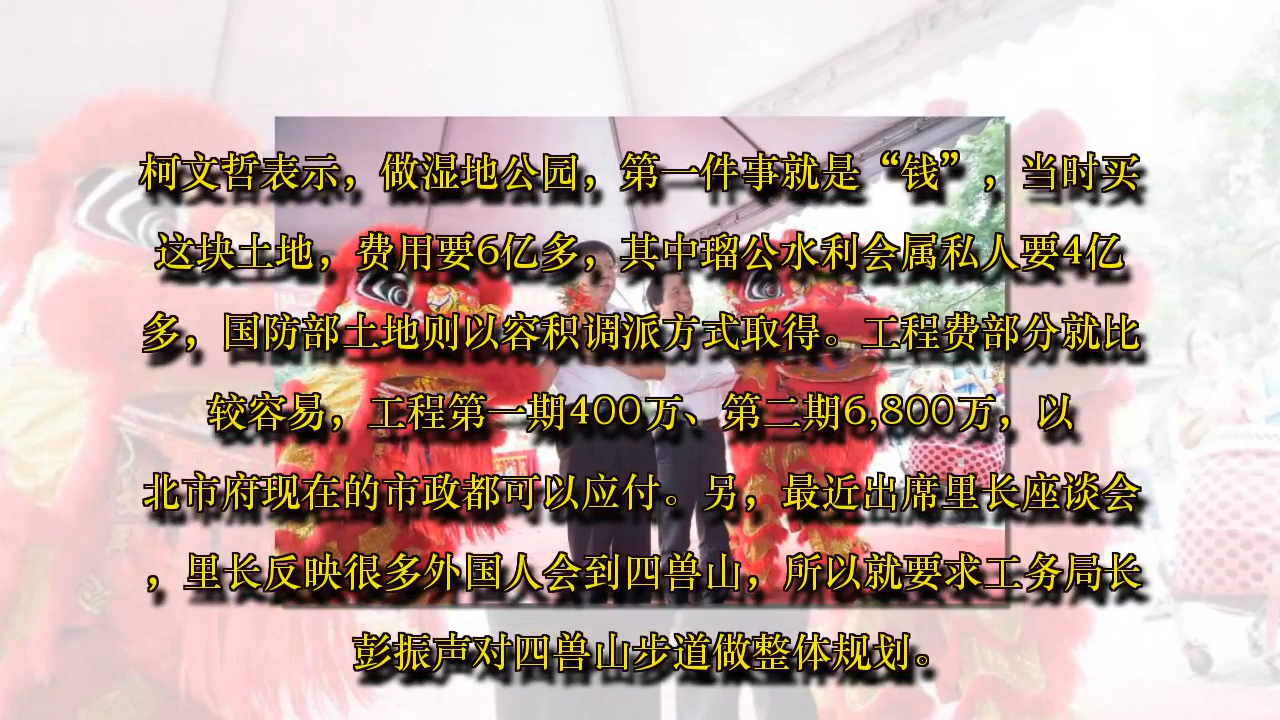 柯文哲表示，做湿地公园，第一件事就是“钱”，当时买
这块土地，费用要6亿多，其中瑠公水利会属私人要4亿
多，国防部土地则以容积调派方式取得。工程费部分就比
较容易，工程第一期400万、第二期6,800万，以
北市府现在的市政都可以应付。另，最近出席里长座谈会
，里长反映很多外国人会到四兽山，所以就要求工务局长
彭振声对四兽山步道做整体规划。